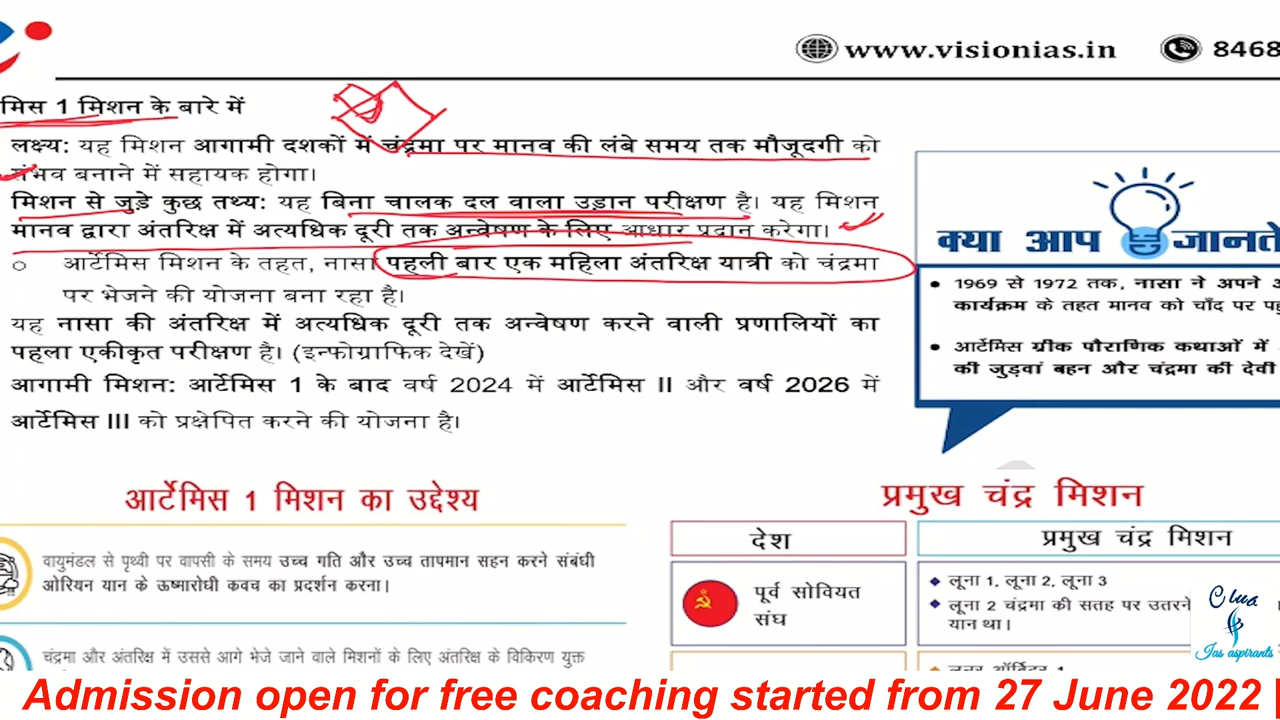 www.visionias.in
8468
मिस 1 मिशन के बारे में
लक्ष्य: यह मिशन आगामी दशकों में चंद्रमा पर मानव की लंबे समय तक मौजूदगी को
संभव बनाने में सहायक होगा।
मिशन से जुड़े कुछ तथ्य: यह बिना चालक दल वाला उड़ान परीक्षण है। यह मिशन
मानव द्वारा अंतरिक्ष में अत्यधिक दूरी तक अन्वेषण के लिए आधार प्रदान करेगा।
○ आर्टेमिस मिशन के तहत, नासा पहली बार एक महिला अंतरिक्ष यात्री को चंद्रमा
पर भेजने की योजना बना रहा है।
यह नासा की अंतरिक्ष में अत्यधिक दूरी तक अन्वेषण करने वाली प्रणालियों का
पहला एकीकृत परीक्षण है। (इन्फोग्राफिक देखें)
आगामी मिशन: आर्टेमिस 1 के बाद वर्ष 2024 में आर्टेमिस II और वर्ष 2026 में
आर्टेमिस III को प्रक्षेपित करने की योजना है।
क्या आप जानते
• 1969 से 1972 तक, नासा ने अपने
कार्यक्रम के तहत मानव को चाँद पर
• आर्टेमिस ग्रीक पौराणिक कथाओं में
की जुड़वां बहन और चंद्रमा की देवी
आर्टेमिस 1 मिशन का उद्देश्य
वायुमंडल से पृथ्वी पर वापसी के समय उच्च गति और उच्च तापमान सहन करने संबंधी
ओरियन यान के ऊष्मारोधी कवच का प्रदर्शन करना।
चंद्रमा और अंतरिक्ष में उससे आगे भेजे जाने वाले मिशनों के लिए अंतरिक्ष के विकिरण युक्त
प्रमुख चंद्र मिशन
देश
प्रमुख चंद्र मिशन
पूर्व सोवियत
संघ
◆ लूना 1, लूना 2, लूना 3
◆ लूना 2 चंद्रमा की सतह पर उतरने
यान था।
Clua
Ias aspirants
Admission open for free coaching started from 27 June 2022 |